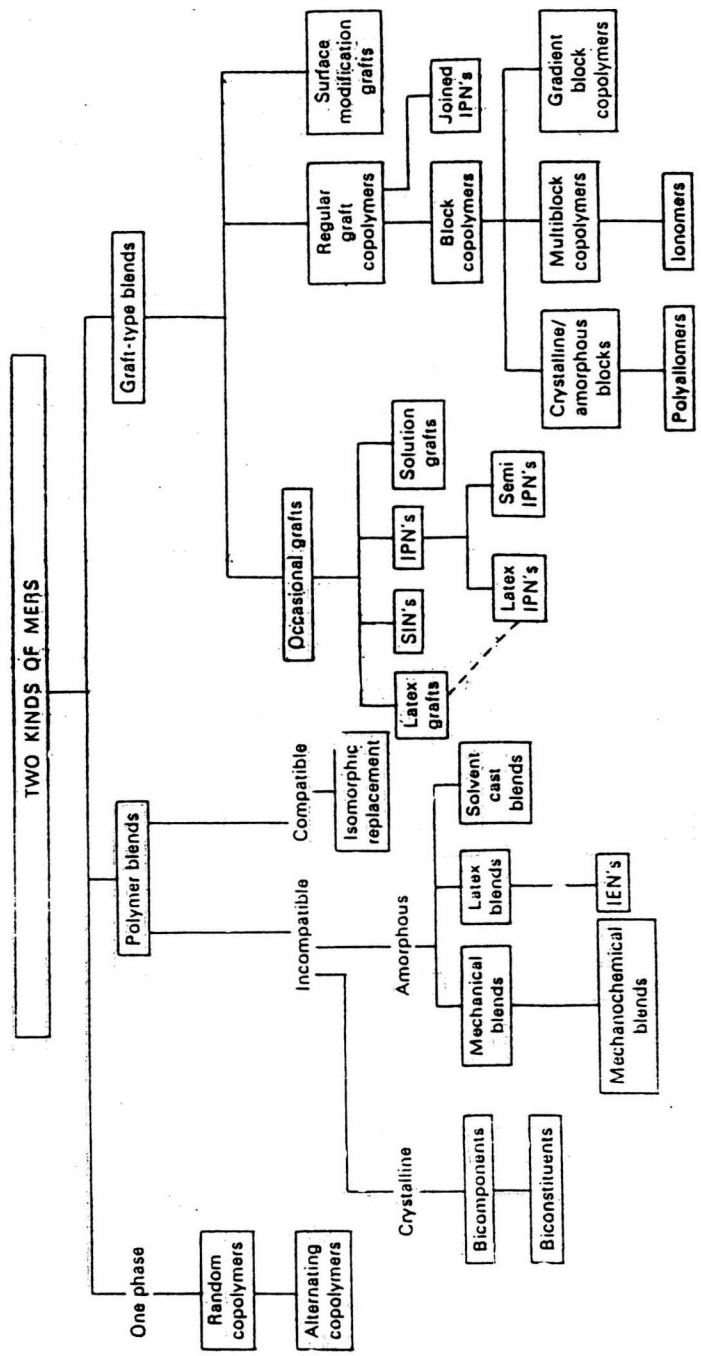 TWO KINDS OF MERS
One phase
Random
copolymers
Alternating
copolymers
Polymer blends
Incompatible
Compatible
Isomorphic
replacement
Crystalline
Bicomponents
Biconstituents
Amorphous
Mechanical
blends
Mechanochemical
blends
Latex
blends
IEN's
Solvent
cast
blends
Graft-type blends
Occasional grafts
Latex
grafts
SIN's
IPN's
Solution
grafts
Latex
IPN's
Semi
IPN's
Regular
graft
copolymers
Surface
modification
grafts
Joined
IPN's
Block
copolymers
Crystalline/
amorphous
blocks
Polyallomers
Multiblock
copolymers
Ionomers
Gradient
block
copolymers